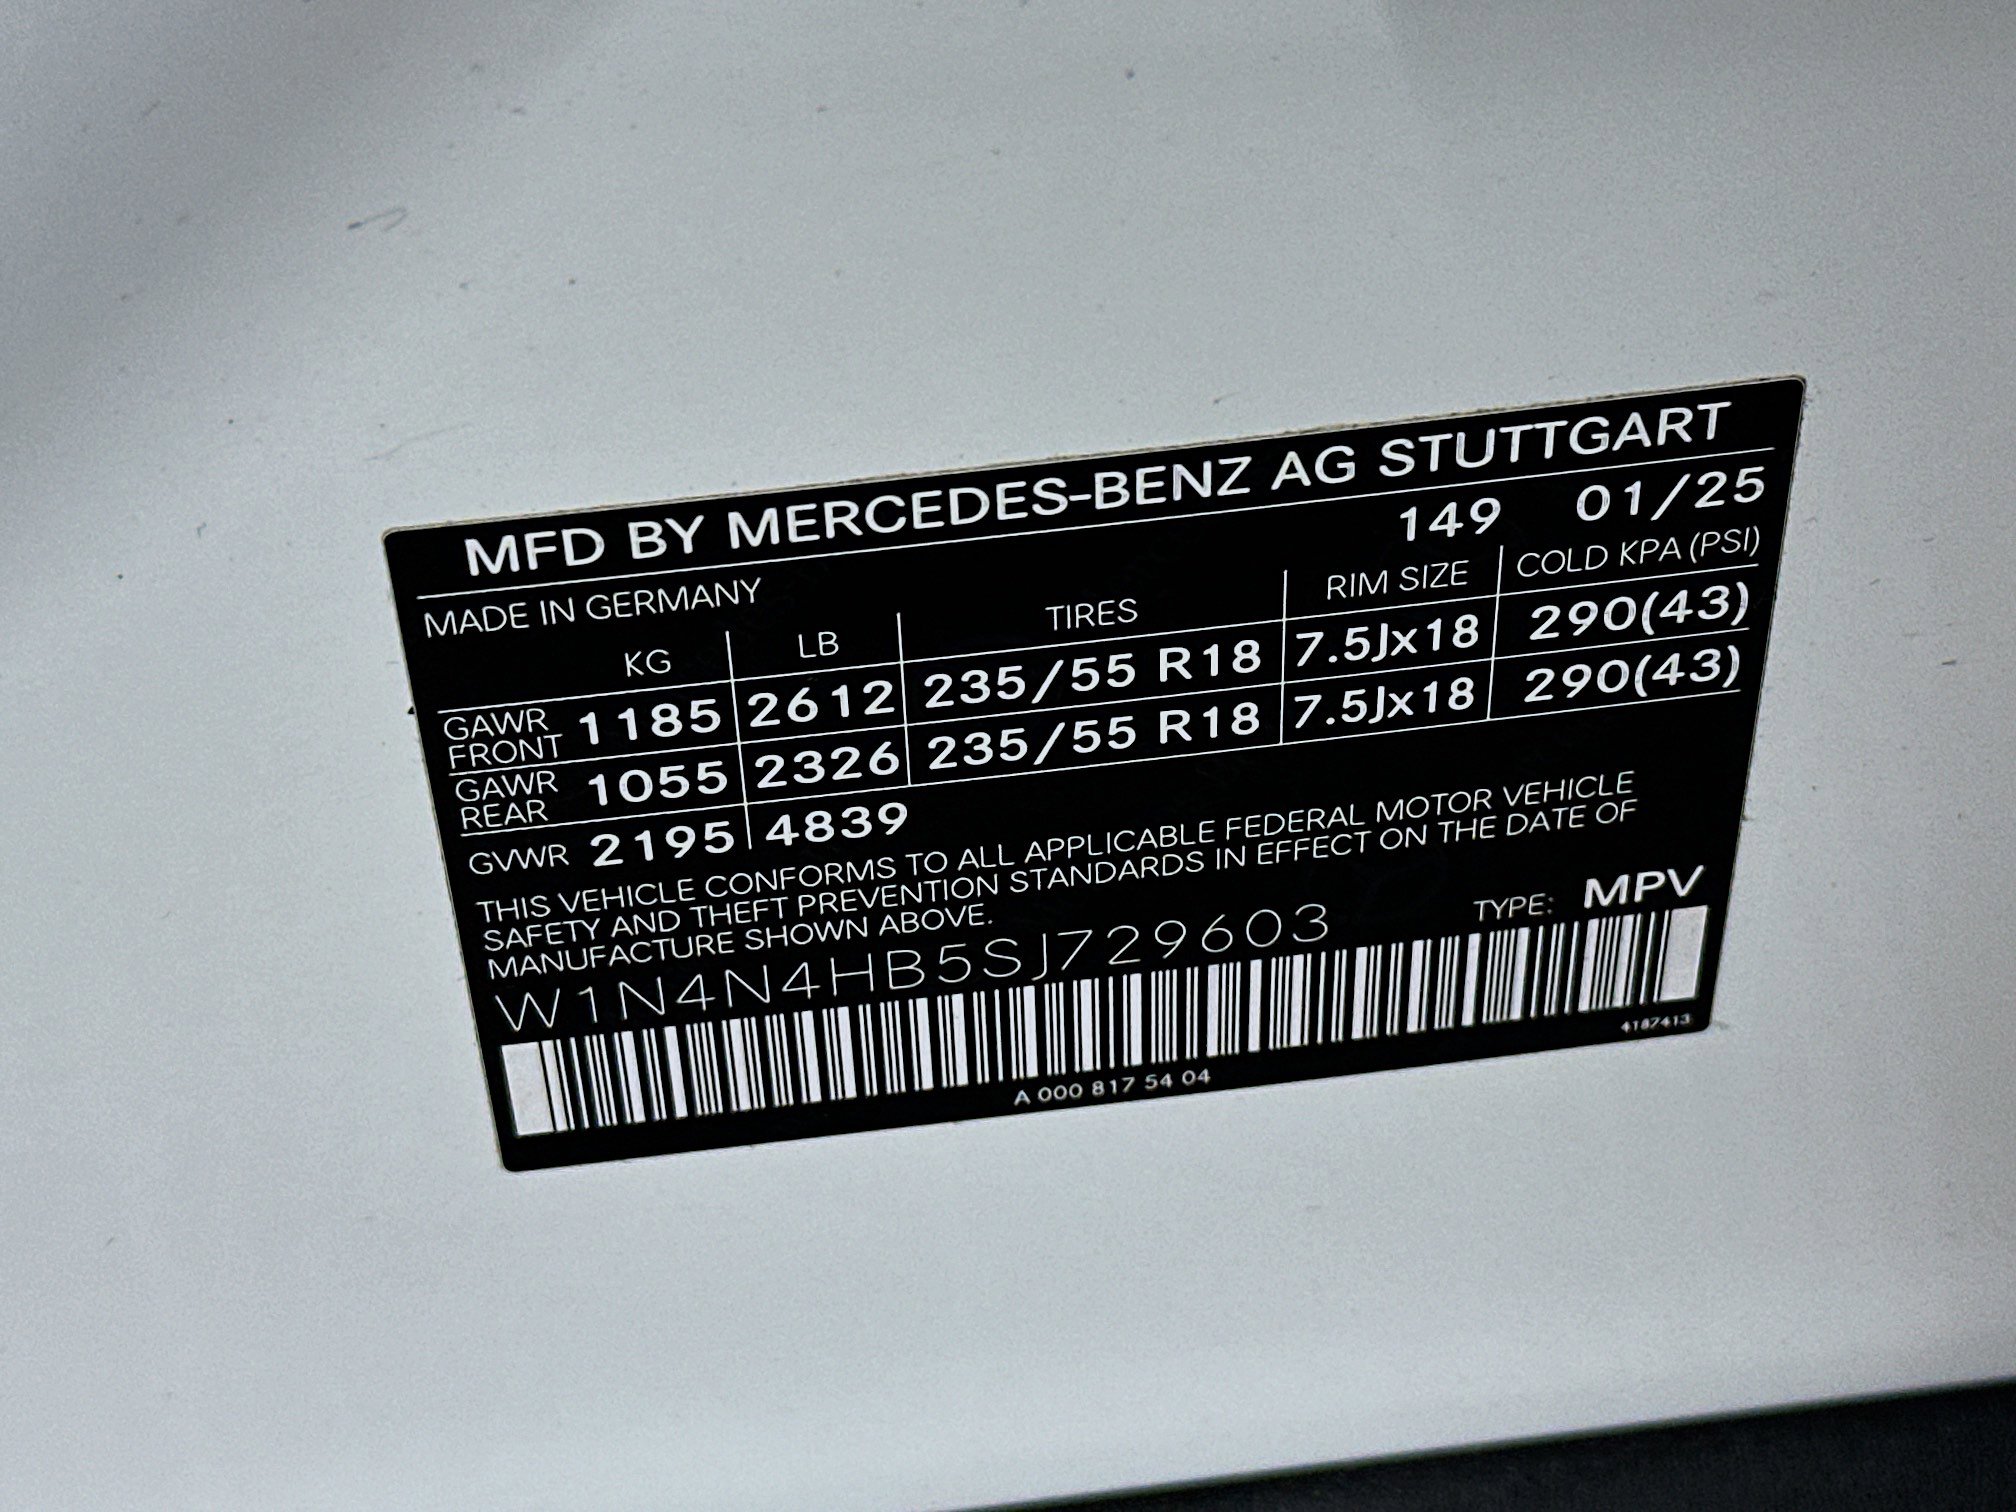 MFD BY MERCEDES-BENZ AG STUTTGART
MADE IN GERMANY 149 01/25
KG LB TIRES RIM SIZE COLD KPA (PSI)
GAWR FRONT 1185 2612 235/55 R18 7.5Jx18 290(43)
GAWR REAR 1055 2326 235/55 R18 7.5Jx18 290(43)
GVWR 2195 4839
THIS VEHICLE CONFORMS TO ALL APPLICABLE FEDERAL MOTOR VEHICLE
SAFETY AND THEFT PREVENTION STANDARDS IN EFFECT ON THE DATE OF
MANUFACTURE SHOWN ABOVE.
W1N4N4HB5SJ729603 TYPE: MPV
4187413
A 000 817 54 04